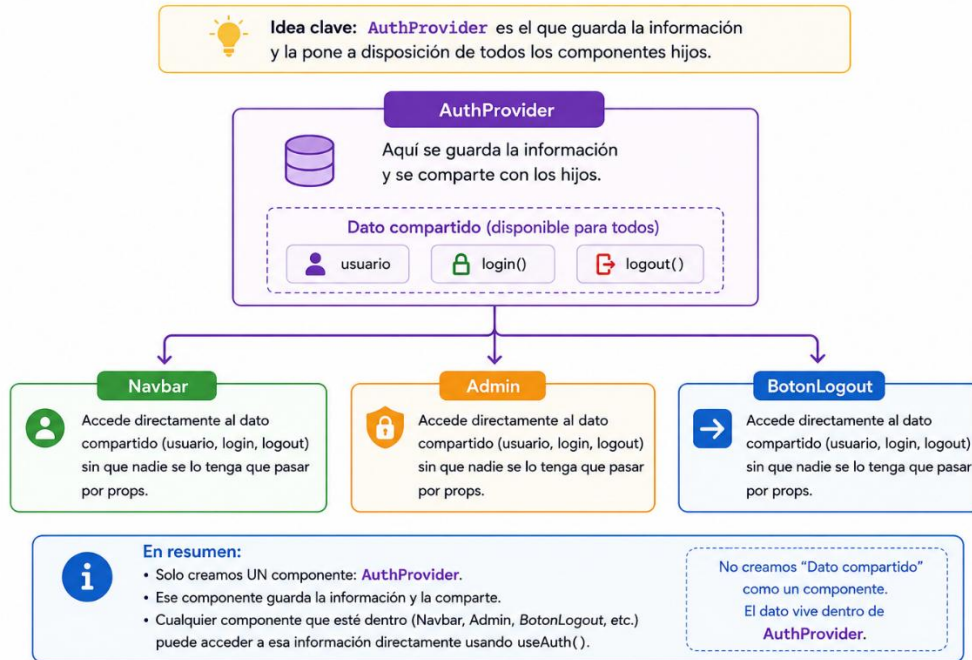 Idea clave: AuthProvider es el que guarda la información
y la pone a disposición de todos los componentes hijos.
AuthProvider
Aquí se guarda la información
y se comparte con los hijos.
Dato compartido (disponible para todos)
usuario
login()
logout()
Navbar
Accede directamente al dato
compartido (usuario, login, logout)
sin que nadie se lo tenga que pasar
por props.
Admin
Accede directamente al dato
compartido (usuario, login, logout)
sin que nadie se lo tenga que pasar
por props.
BotonLogout
Accede directamente al dato
compartido (usuario, login, logout)
sin que nadie se lo tenga que pasar
por props.
En resumen:
• Solo creamos UN componente: AuthProvider.
• Ese componente guarda la información y la comparte.
• Cualquier componente que esté dentro (Navbar, Admin, BotonLogout, etc.)
puede acceder a esa información directamente usando useAuth().
No creamos "Dato compartido"
como un componente.
El dato vive dentro de
AuthProvider.